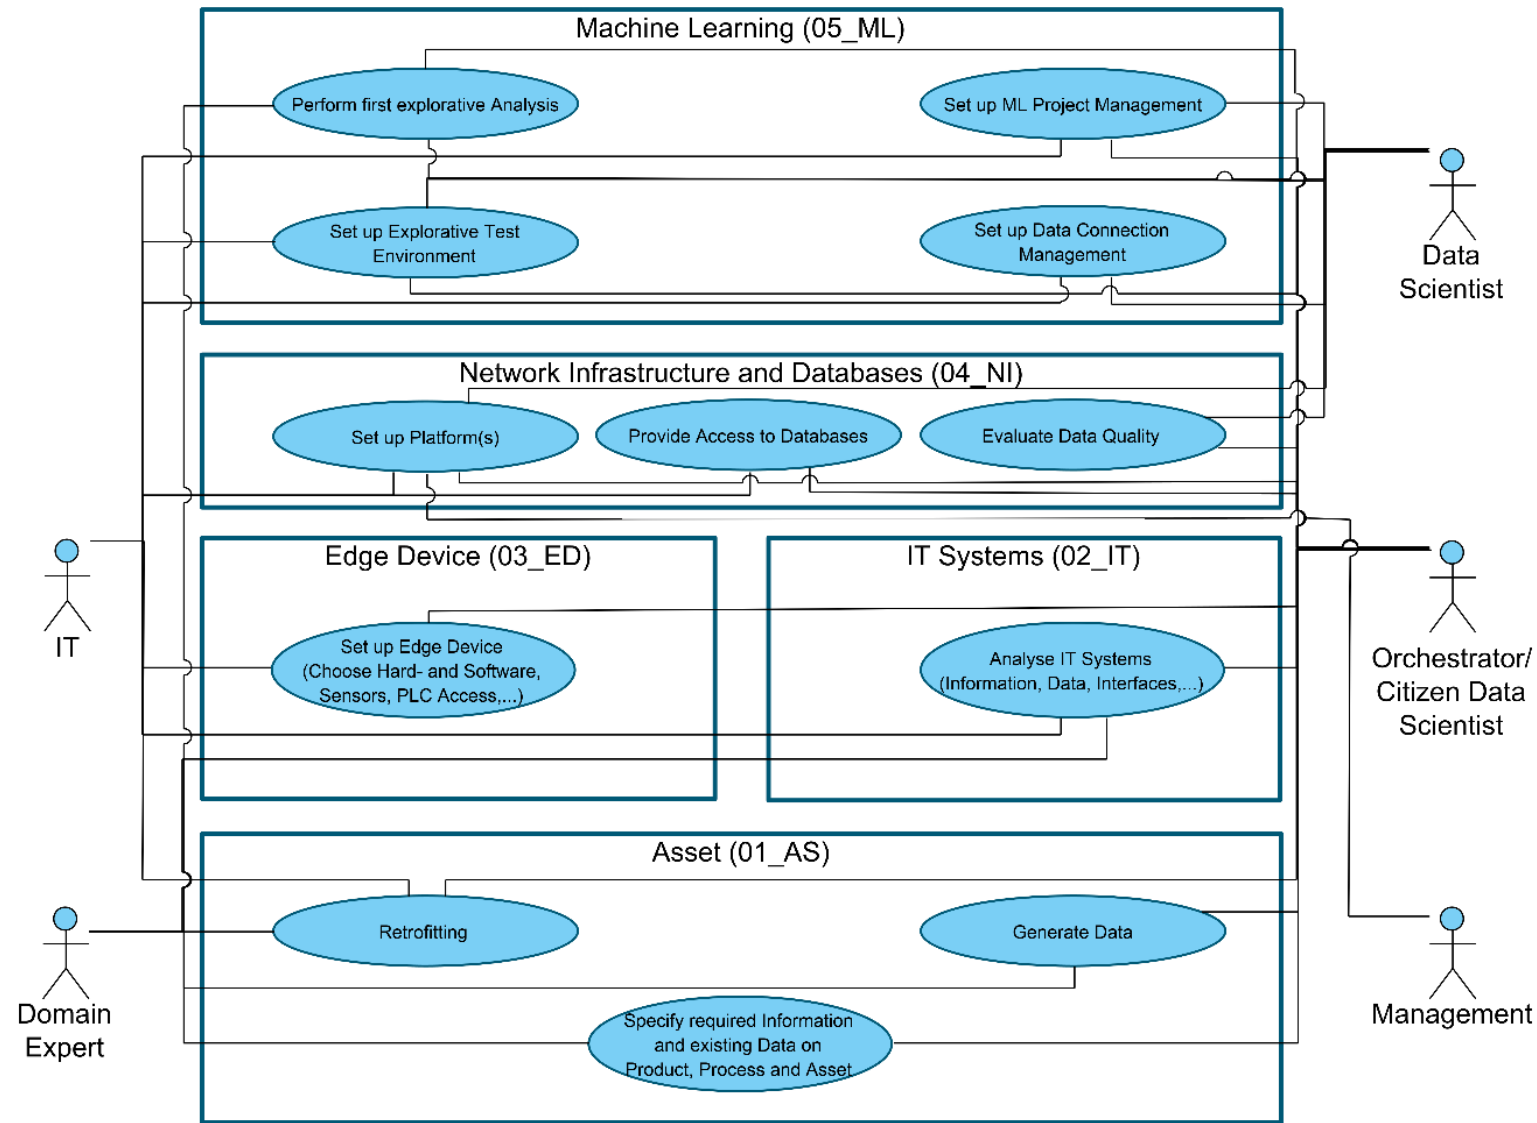 Machine Learning (05_ML)
Perform first explorative Analysis
Set up ML Project Management
Set up Explorative Test
Environment
Set up Data Connection
Management
Data
Scientist
Network Infrastructure and Databases (04_NI)
Set up Platform(s)
Provide Access to Databases
Evaluate Data Quality
Edge Device (03_ED)
IT Systems (02_IT)
IT
Set up Edge Device
(Choose Hard- and Software,
Sensors, PLC Access,...)
Analyse IT Systems
(Information, Data, Interfaces,...)
Orchestrator/
Citizen Data
Scientist
Asset (01_AS)
Retrofitting
Generate Data
Domain
Expert
Specify required Information
and existing Data on
Product, Process and Asset
Management